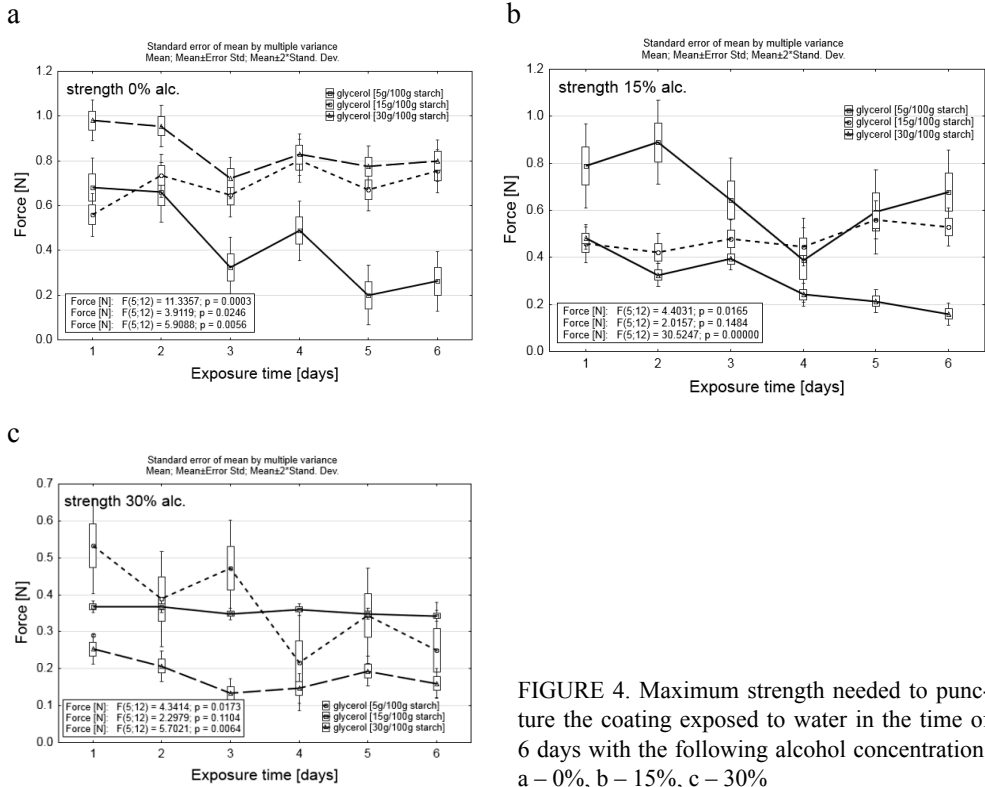 a
Standard error of mean by multiple variance
Mean; Mean±Error Std; Mean±2*Stand. Dev.
1.2
1.0
0.8
0.6
0.4
0.2
0.0
Force [N]
strength 0% alc.
glycerol [5g/100g starch]
glycerol [15g/100g starch]
glycerol [30g/100g starch]
Force [N]: F(5;12) = 11.3357; p = 0.0003
Force [N]: F(5;12) = 3.9119; p = 0.0246
Force [N]: F(5;12) = 5.9088; p = 0.0056
1 2 3 4 5 6
Exposure time [days]
b
Standard error of mean by multiple variance
Mean; Mean±Error Std; Mean±2*Stand. Dev.
1.2
1.0
0.8
0.6
0.4
0.2
0.0
Force [N]
strength 15% alc.
glycerol [5g/100g starch]
glycerol [15g/100g starch]
glycerol [30g/100g starch]
Force [N]: F(5;12) = 4.4031; p = 0.0165
Force [N]: F(5;12) = 2.0157; p = 0.1484
Force [N]: F(5;12) = 30.5247; p = 0.00000
1 2 3 4 5 6
Exposure time [days]
c
Standard error of mean by multiple variance
Mean; Mean±Error Std; Mean±2*Stand. Dev.
0.7
0.6
0.5
0.4
0.3
0.2
0.1
0.0
Force [N]
strength 30% alc.
Force [N]: F(5;12) = 4.3414; p = 0.0173
Force [N]: F(5;12) = 2.2979; p = 0.1104
Force [N]: F(5;12) = 5.7021; p = 0.0064
glycerol [5g/100g starch]
glycerol [15g/100g starch]
glycerol [30g/100g starch]
1 2 3 4 5 6
Exposure time [days]
FIGURE 4. Maximum strength needed to punc-
ture the coating exposed to water in the time of
6 days with the following alcohol concentration
a – 0%, b – 15%, c – 30%